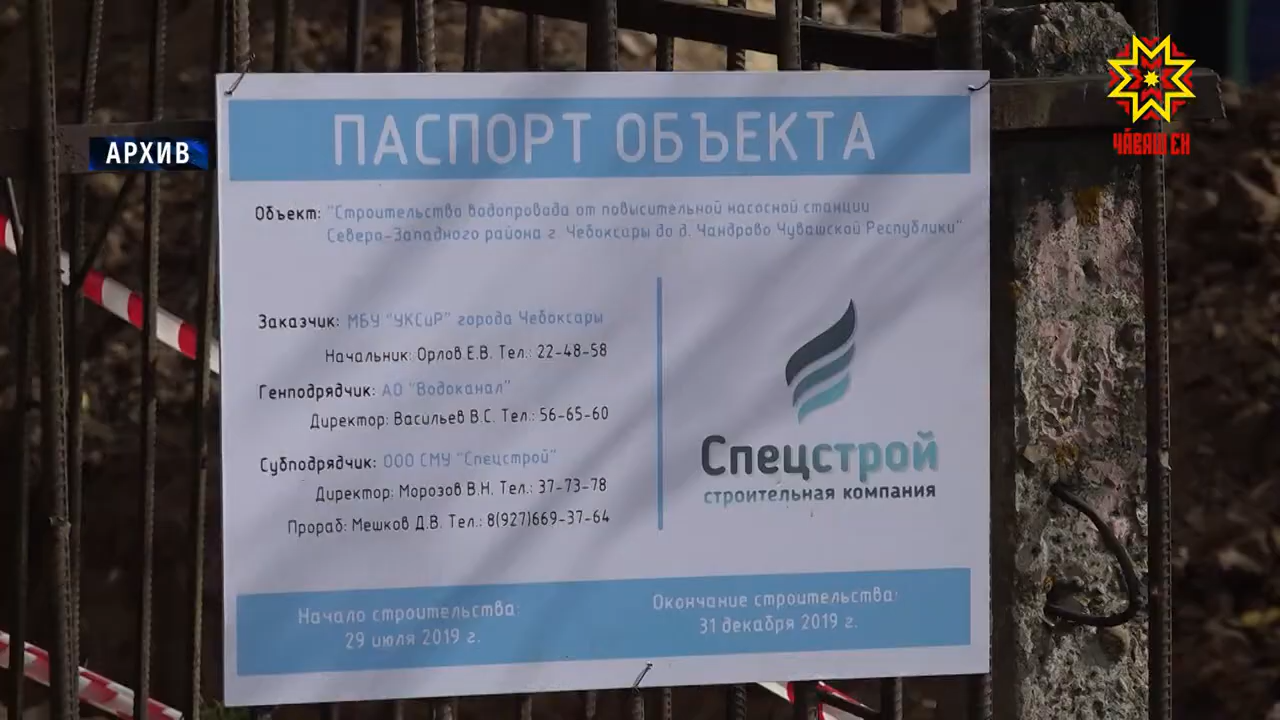 ПАСПОРТ ОБЪЕКТА
АРХИВ
ЧӐВАШ ЕН
Объект: "Строительство водопровода от повысительной насосной станции
Северо-Западного района г. Чебоксары до д. Чандрово Чувашской Республики"
Заказчик: МБУ "УКСиР" города Чебоксары
Начальник: Орлов Е.В. Тел.: 22-48-58
Генподрядчик: АО "Водоканал"
Директор: Васильев В.С. Тел.: 56-65-60
Субподрядчик: ООО СМУ "Спецстрой"
Директор: Морозов В.Н. Тел.: 37-73-78
Прораб: Мешков Д.В. Тел.: 8(927)669-37-64
Спецстрой
строительная компания
Начало строительства:
29 июля 2019 г.
Окончание строительства:
31 декабря 2019 г.